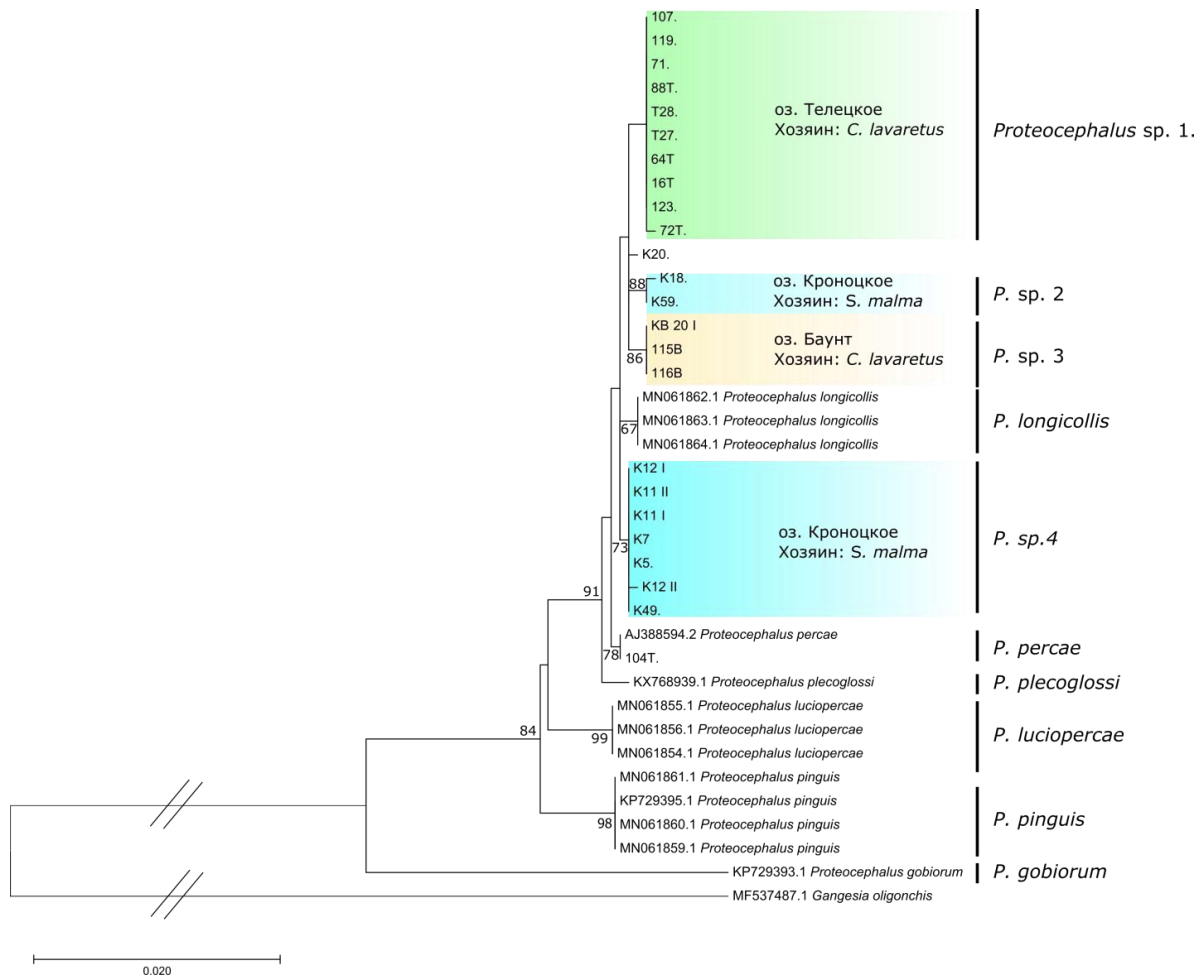 107.
119.
71.
88T.
T28.
T27.
64T
16T
123.
72T.
оз. Телецкое
Хозяин: C. lavaretus
Proteocephalus sp. 1.
K20.
88
K18.
K59.
оз. Кроноцкое
Хозяин: S. malma
P. sp. 2
86
KB 20 I
115B
116B
оз. Баунт
Хозяин: C. lavaretus
P. sp. 3
67
MN061862.1 Proteocephalus longicollis
MN061863.1 Proteocephalus longicollis
MN061864.1 Proteocephalus longicollis
P. longicollis
73
K12 I
K11 II
K11 I
K7
K5.
K12 II
K49.
оз. Кроноцкое
Хозяин: S. malma
P. sp.4
91
78
AJ388594.2 Proteocephalus percae
104T.
P. percae
KX768939.1 Proteocephalus plecoglossi
P. plecoglossi
84
99
MN061855.1 Proteocephalus luciopercae
MN061856.1 Proteocephalus luciopercae
MN061854.1 Proteocephalus luciopercae
P. luciopercae
98
MN061861.1 Proteocephalus pinguis
KP729395.1 Proteocephalus pinguis
MN061860.1 Proteocephalus pinguis
MN061859.1 Proteocephalus pinguis
P. pinguis
KP729393.1 Proteocephalus gobiorum
P. gobiorum
MF537487.1 Gangesia oligonchis
0.020